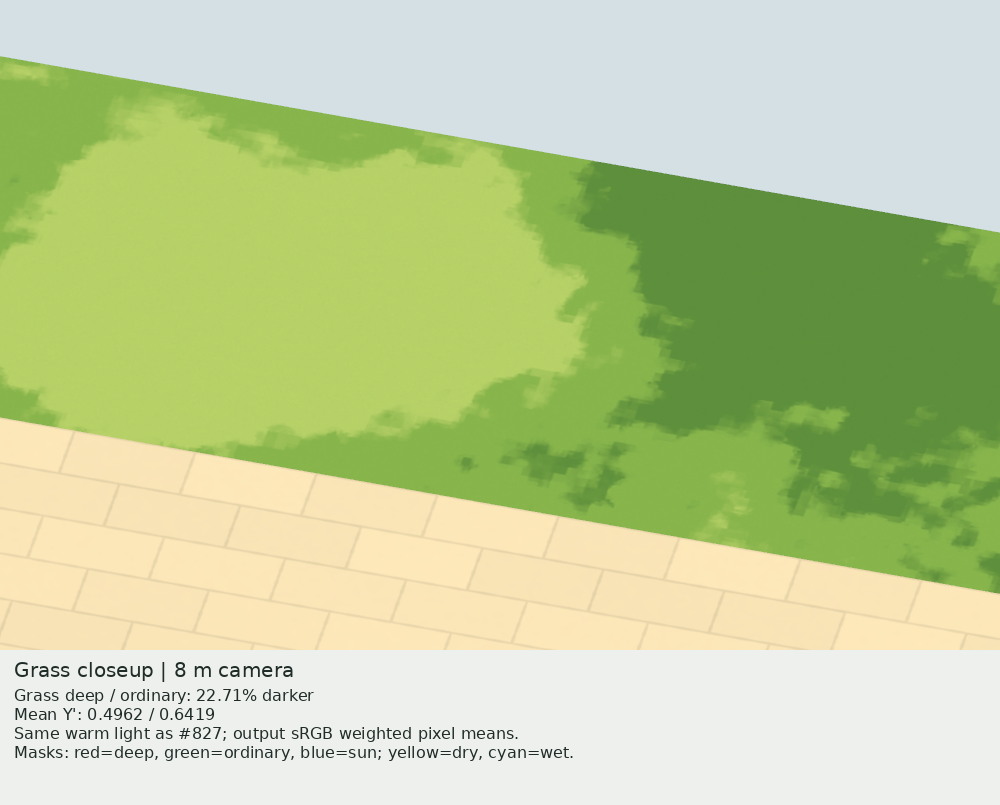 Grass closeup | 8 m camera
Grass deep / ordinary: 22.71% darker
Mean Y': 0.4962 / 0.6419
Same warm light as #827; output sRGB weighted pixel means.
Masks: red=deep, green=ordinary, blue=sun; yellow=dry, cyan=wet.